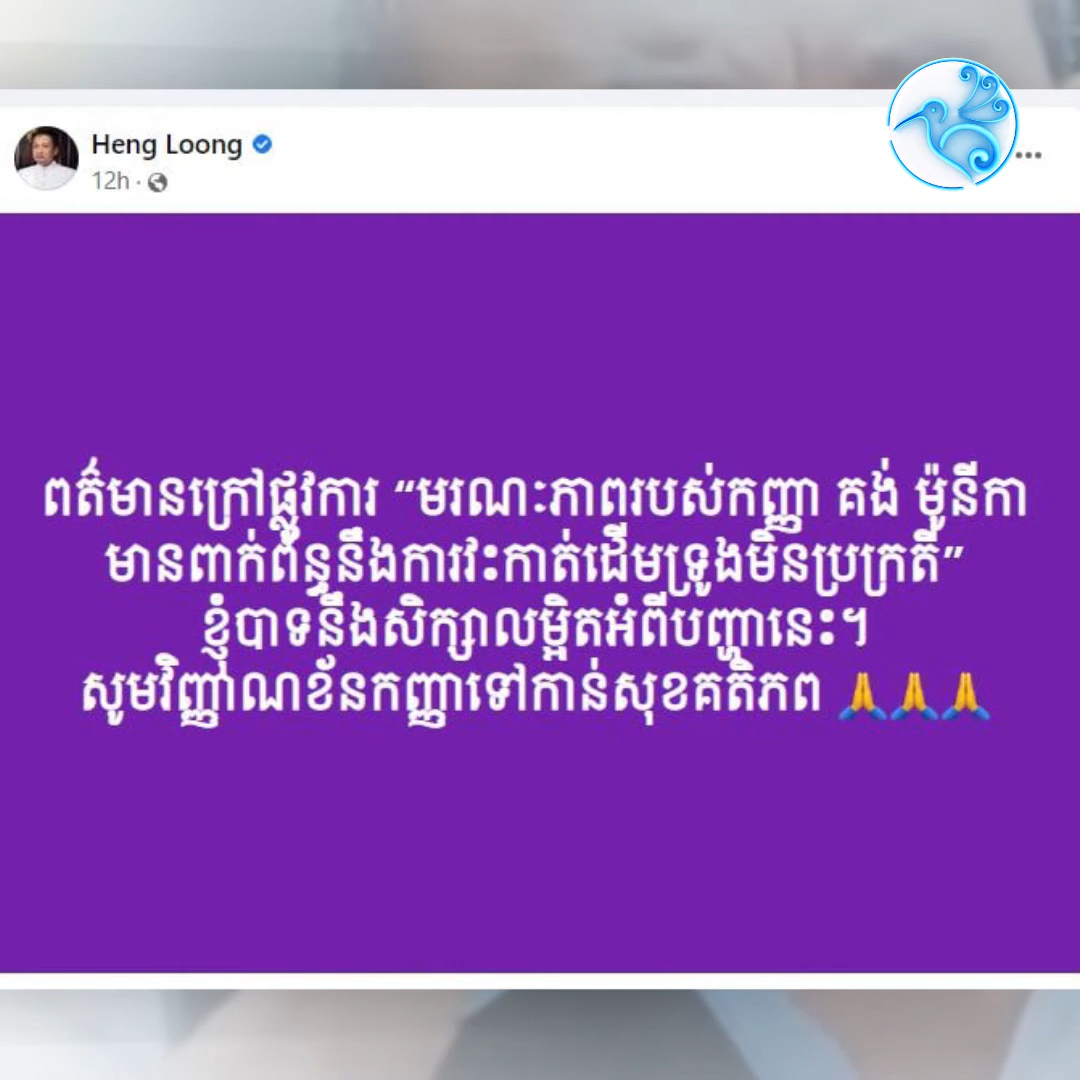 Heng Loong
12h ·
ពត៌មានក្រៅផ្លូវការ “មរណៈភាពរបស់កញ្ញា គង់ ម៉ូនីកា
មានពាក់ព័ន្ធនឹងការវះកាត់ដើមទ្រូងមិនប្រក្រតី”
ខ្ញុំបាទនឹងសិក្សាលម្អិតអំពីបញ្ហានេះ។
សូមវិញ្ញាណខ័នកញ្ញាទៅកាន់សុខគតិភព 🙏🙏🙏